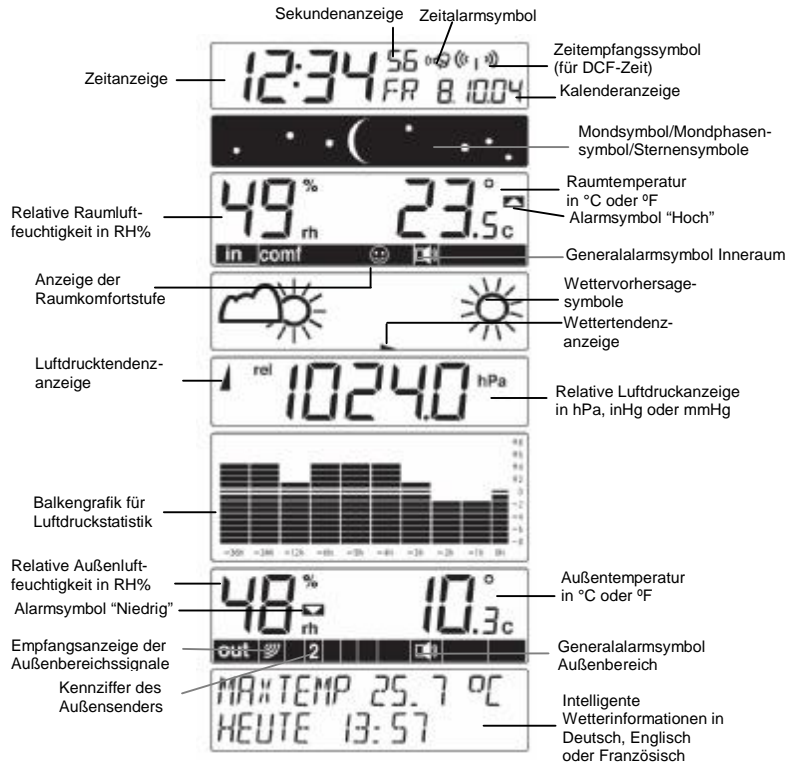 Sekundenanzeige
Zeitalarmsymbol
Zeitanzeige
12:34 56
FR 8.10.04
Zeitempfangssymbol
(für DCF-Zeit)
Kalenderanzeige
Mondsymbol/Mondphasen-
symbol/Sternensymbole
Relative Raumluft-
feuchtigkeit in RH%
49 % rh
23.5 ° c
Raumtemperatur
in °C oder ºF
Alarmsymbol “Hoch”
in comf
Generalalarmsymbol Inneraum
Anzeige der
Raumkomfortstufe
Wettervorhersage-
symbole
Wettertendenz-
anzeige
Luftdrucktendenz-
anzeige
rel 1024.0 hPa
Relative Luftdruckanzeige
in hPa, inHg oder mmHg
Balkengrafik für
Luftdruckstatistik
Relative Außenluft-
feuchtigkeit in RH%
Alarmsymbol “Niedrig”
48 % rh
10.3 ° c
Außentemperatur
in °C oder ºF
Empfangsanzeige der
Außenbereichssignale
out 2
Generalalarmsymbol
Außenbereich
Kennziffer des
Außensenders
MAXTEMP 25.7 ºC
HEUTE 13:57
Intelligente
Wetterinformationen in
Deutsch, Englisch
oder Französisch